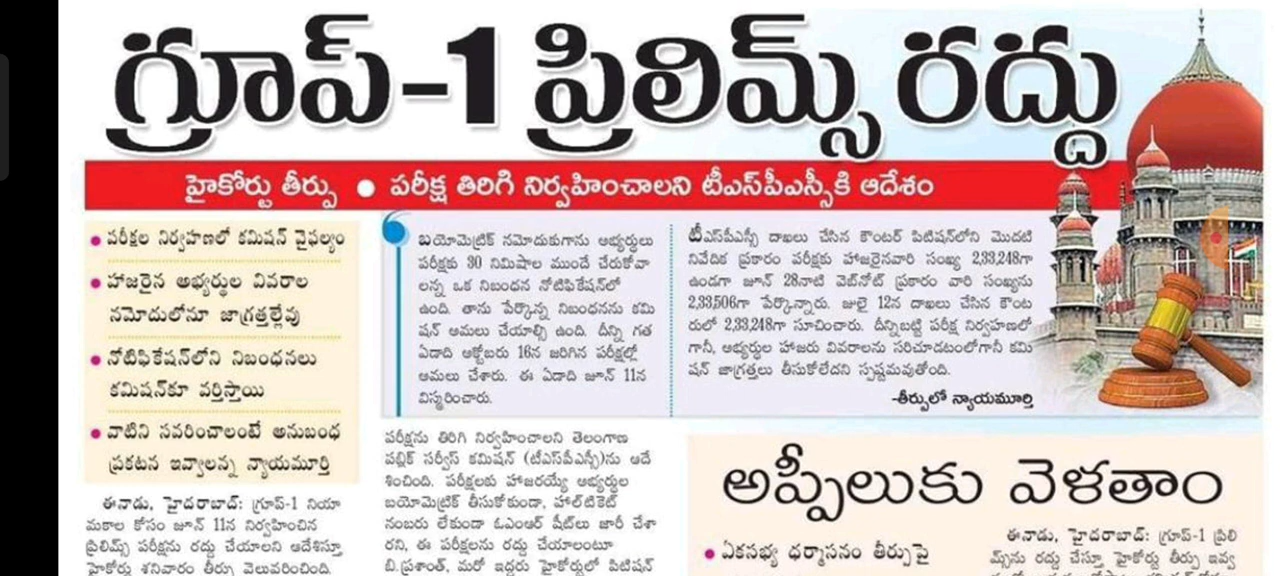 గ్రూప్-1 ప్రిలిమ్స్ రద్దు
హైకోర్టు తీర్పు ● పరీక్ష తిరిగి నిర్వహించాలని టీఎస్‌పీఎస్సీకి ఆదేశం
● పరీక్షల నిర్వహణలో కమిషన్ వైఫల్యం
● హాజరైన అభ్యర్థుల వివరాల
నమోదులోనూ జాగ్రత్తల్లేవు
● నోటిఫికేషన్‌లోని నిబంధనలు
కమిషన్‌కూ వర్తిస్తాయి
● వాటిని సవరించాలంటే అనుబంధ
ప్రకటన ఇవ్వాలన్న న్యాయమూర్తి
ఈనాడు, హైదరాబాద్: గ్రూప్-1 నియా
మకాల కోసం జూన్ 11న నిర్వహించిన
ప్రిలిమ్స్ పరీక్షను రద్దు చేయాలని ఆదేశిస్తూ
హైకోర్టు శనివారం తీర్పు వెలువరించింది.
బయోమెట్రిక్ నమోదుకుగాను అభ్యర్థులు
పరీక్షకు 30 నిమిషాల ముందే చేరుకోవా
లన్న ఒక నిబంధన నోటిఫికేషన్‌లో
ఉంది. తాను పేర్కొన్న నిబంధనను కమి
షన్ అమలు చేయాల్సి ఉంది. దీన్ని గత
ఏడాది అక్టోబరు 16న జరిగిన పరీక్షల్లో
అమలు చేశారు. ఈ ఏడాది జూన్ 11న
విస్మరించారు.
టీఎస్‌పీఎస్సీ దాఖలు చేసిన కౌంటర్ పిటిషన్‌లోని మొదటి
నివేదిక ప్రకారం పరీక్షకు హాజరైనవారి సంఖ్య 2,33,248గా
ఉండగా జూన్ 28నాటి వెబ్‌నోట్ ప్రకారం వారి సంఖ్యను
2,33,506గా పేర్కొన్నారు. జులై 12న దాఖలు చేసిన కౌంట
రులో 2,33,248గా సూచించారు. దీన్నిబట్టి పరీక్ష నిర్వహణలో
గానీ, అభ్యర్థుల హాజరు వివరాలను సరిచూడటంలోగానీ కమి
షన్ జాగ్రత్తలు తీసుకోలేదని స్పష్టమవుతోంది.
-తీర్పులో న్యాయమూర్తి
పరీక్షను తిరిగి నిర్వహించాలని తెలంగాణ
పబ్లిక్ సర్వీస్ కమిషన్ (టీఎస్‌పీఎస్సీ)ను ఆదే
శించింది. పరీక్షలకు హాజరయ్యే అభ్యర్థుల
బయోమెట్రిక్ తీసుకోకుండా, హాల్‌టికెట్
నంబరు లేకుండా ఓఎంఆర్ షీట్‌లు జారీ చేశా
రని, ఈ పరీక్షలను రద్దు చేయాలంటూ
బి.ప్రశాంత్, మరో ఇద్దరు హైకోర్టులో పిటిషన్
అప్పీలుకు వెళతాం
● ఏకసభ్య ధర్మాసనం తీర్పుపై
ఈనాడు, హైదరాబాద్: గ్రూప్-1 ప్రిలి
మ్స్‌ను రద్దు చేస్తూ హైకోర్టు తీర్పు ఇవ్వ